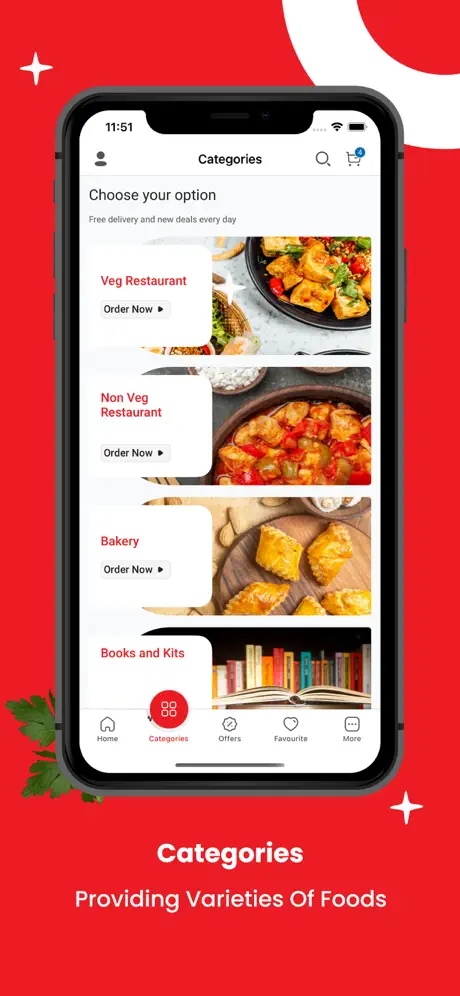 11:51
Categories
4
Choose your option
Free delivery and new deals every day
Veg Restaurant
Order Now
Non Veg
Restaurant
Order Now
Bakery
Order Now
Books and Kits
Home
Categories
Offers
Favourite
More
Categories
Providing Varieties Of Foods